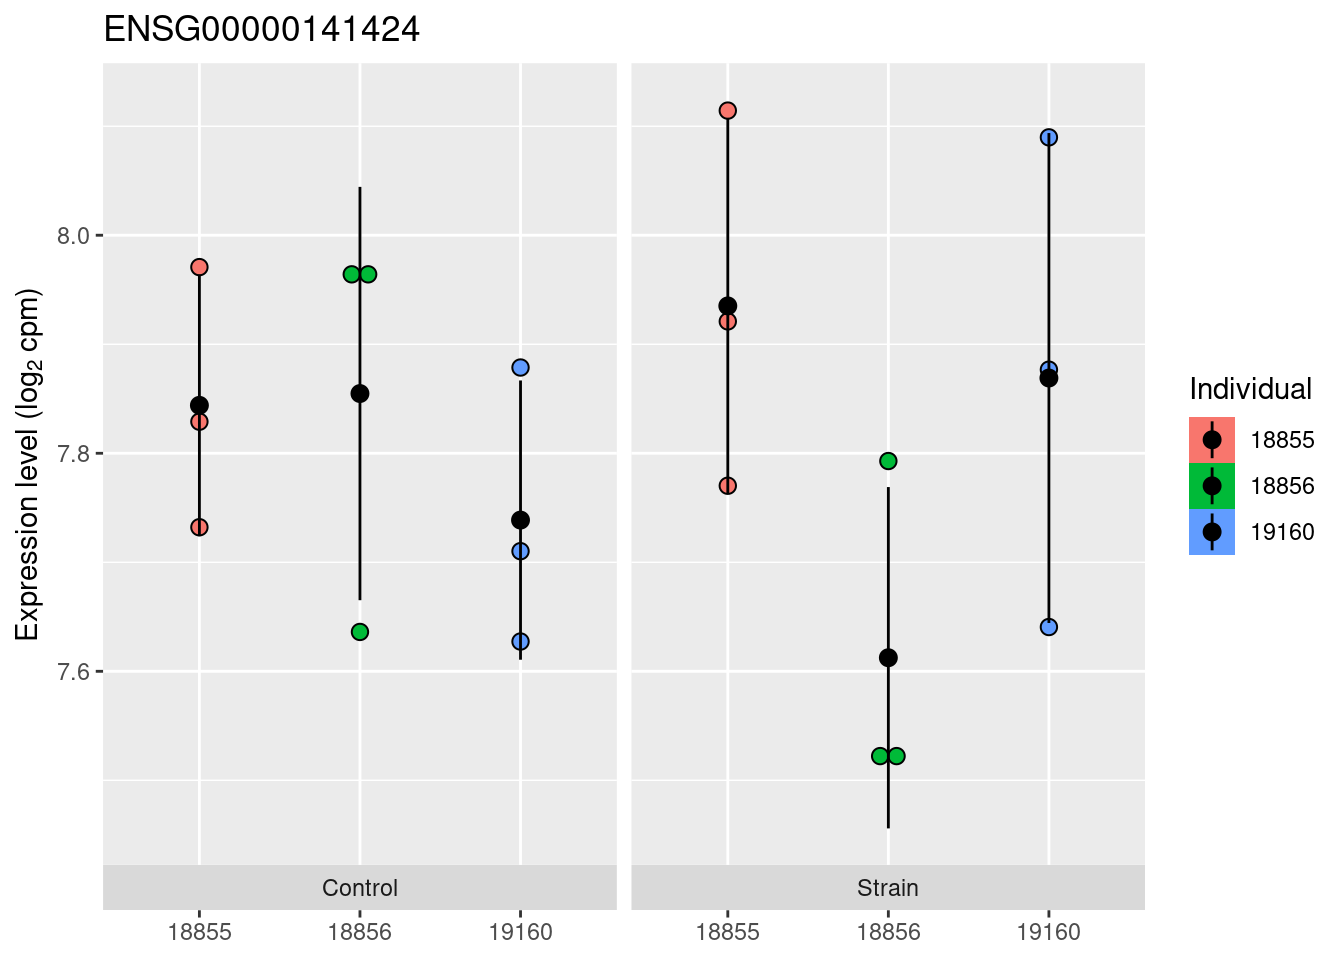 ENSG00000141424
Expression level (log₂ cpm)
8.0
7.8
7.6
Control
Strain
18855
18856
19160
18855
18856
19160
Individual
18855
18856
19160